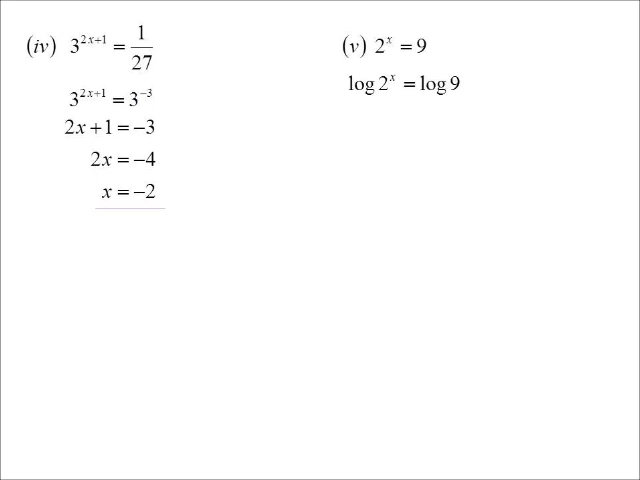 (iv) 3^{2x+1} = \frac{1}{27}
3^{2x+1} = 3^{-3}
2x + 1 = −3
2x = −4
x = −2
(v) 2^x = 9
log 2^x = log 9